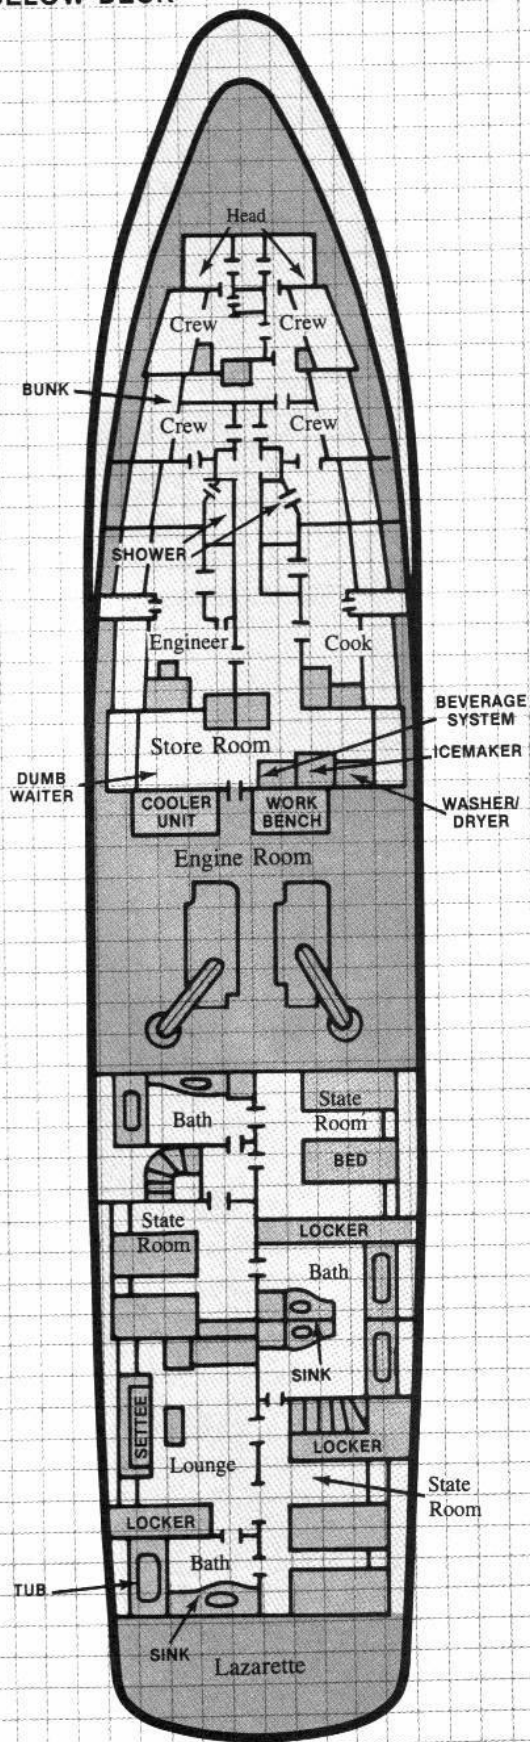 BELOW DECK
Head
Crew
Crew
BUNK
Crew
Crew
SHOWER
Engineer
Cook
BEVERAGE
SYSTEM
Store Room
ICEMAKER
DUMB
WAITER
COOLER
UNIT
WORK
BENCH
WASHER/
DRYER
Engine Room
State
Room
Bath
BED
State
Room
LOCKER
Bath
SINK
SETTEE
LOCKER
Lounge
State
Room
LOCKER
Bath
TUB
SINK
Lazarette